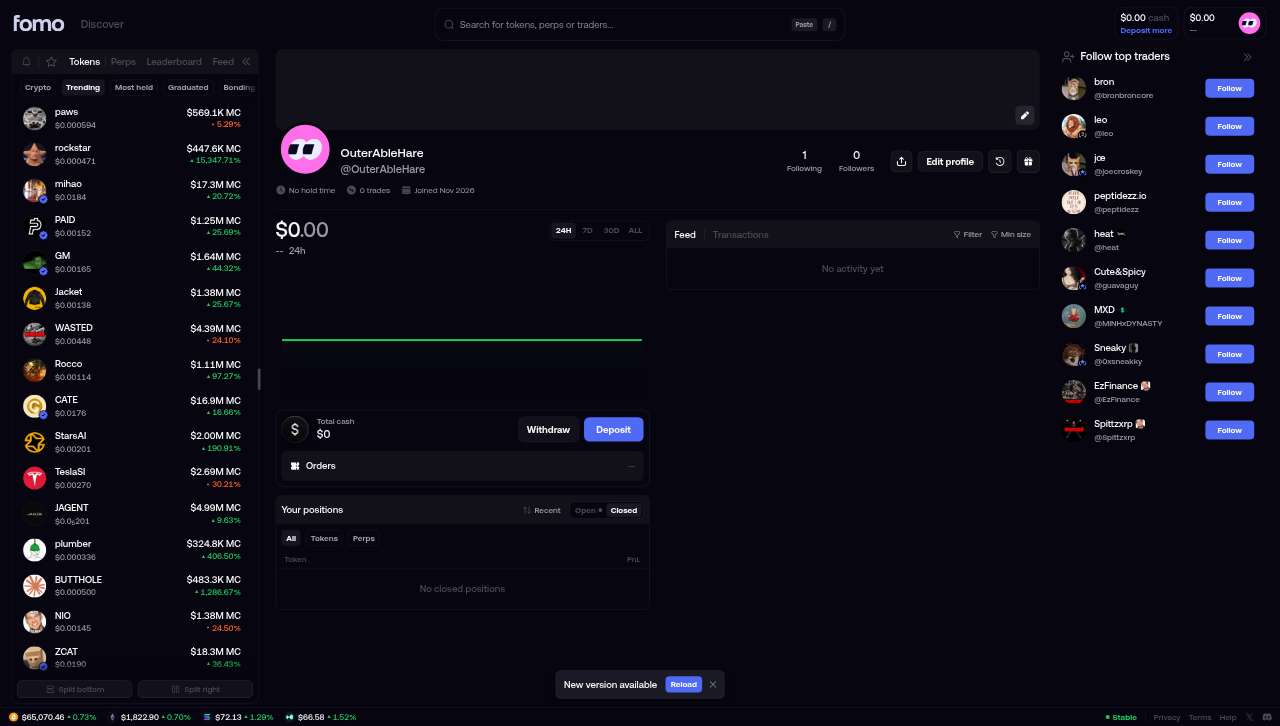 fomo
Discover
Search for tokens, perps or traders...
Paste
/
$0.00 cash
Deposit more
$0.00
--
Tokens Perps Leaderboard Feed
Crypto Trending Most held Graduated Bonding
paws $569.1K MC
$0.000594 5.29%
rockstar $447.6K MC
$0.000471 15,347.71%
mihao $17.3M MC
$0.0184 20.72%
PAID $1.25M MC
$0.00152 25.69%
GM $1.64M MC
$0.00165 44.32%
Jacket $1.38M MC
$0.00138 25.67%
WASTED $4.39M MC
$0.00448 24.10%
Rocco $1.11M MC
$0.00114 97.27%
CATE $16.9M MC
$0.0176 16.66%
StarsAI $2.00M MC
$0.00201 190.91%
TeslaSI $2.69M MC
$0.00270 30.21%
JAGENT $4.99M MC
$0.0₅201 9.63%
plumber $324.8K MC
$0.000336 406.50%
BUTTHOLE $483.3K MC
$0.000500 1,286.67%
NIO $1.38M MC
$0.00145 24.50%
ZCAT $18.3M MC
$0.0190 36.43%
Split bottom
Split right
OuterAbleHare
@OuterAbleHare
No hold time 0 trades Joined Nov 2026
1
Following
0
Followers
Edit profile
$0.00
-- 24h
24H 7D 30D ALL
Total cash
$0
Withdraw
Deposit
Orders
--
Your positions
Recent
Open
Closed
All Tokens Perps
Token PnL
No closed positions
Feed Transactions
Filter Min size
No activity yet
Follow top traders
bron
@bronbroncore
Follow
leo
@leo
Follow
joe
@joecroskey
Follow
peptidezz.io
@peptidezz
Follow
heat
@heat
Follow
Cute&Spicy
@guavaguy
Follow
MXD
@MINHxDYNASTY
Follow
Sneaky
@0xsneakky
Follow
EzFinance
@EzFinance
Follow
Spittzxrp
@Spittzxrp
Follow
New version available
Reload
$65,070.46 0.73% $1,822.90 0.70% $72.13 1.29% $66.58 1.52%
Stable
Privacy Terms Help